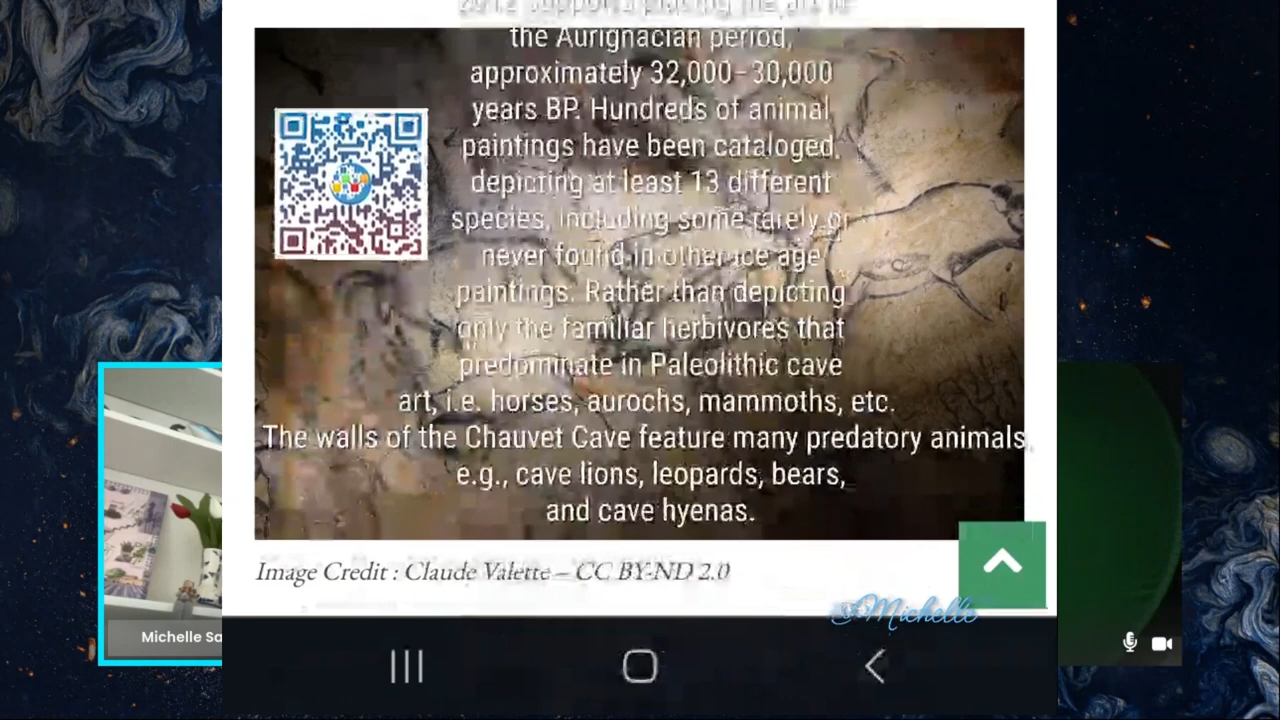 the Aurignacian period,
approximately 32,000–30,000
years BP. Hundreds of animal
paintings have been cataloged,
depicting at least 13 different
species, including some rarely or
never found in other ice age
paintings. Rather than depicting
only the familiar herbivores that
predominate in Paleolithic cave
art, i.e. horses, aurochs, mammoths, etc.
The walls of the Chauvet Cave feature many predatory animals,
e.g., cave lions, leopards, bears,
and cave hyenas.
Image Credit : Claude Valette – CC BY-ND 2.0
Michelle
Michelle Sa